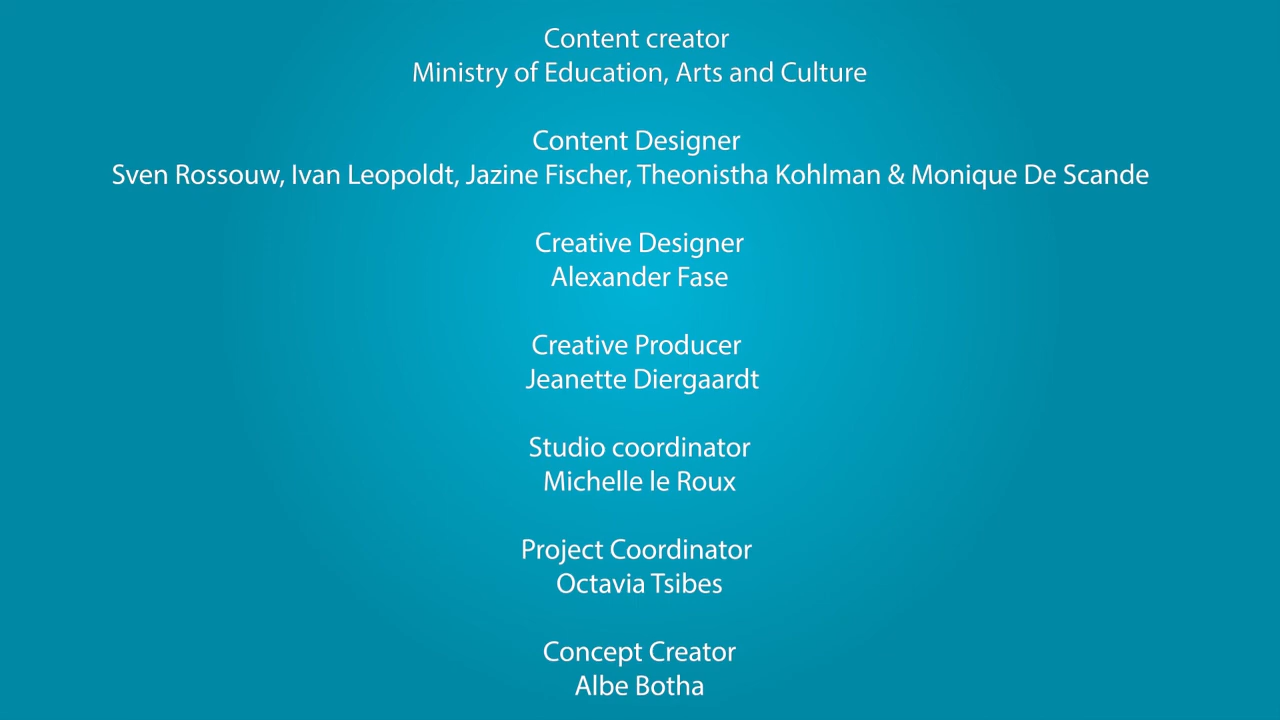 Content creator
Ministry of Education, Arts and Culture
Content Designer
Sven Rossouw, Ivan Leopoldt, Jazine Fischer, Theonistha Kohlman & Monique De Scande
Creative Designer
Alexander Fase
Creative Producer
Jeanette Diergaardt
Studio coordinator
Michelle le Roux
Project Coordinator
Octavia Tsibes
Concept Creator
Albe Botha